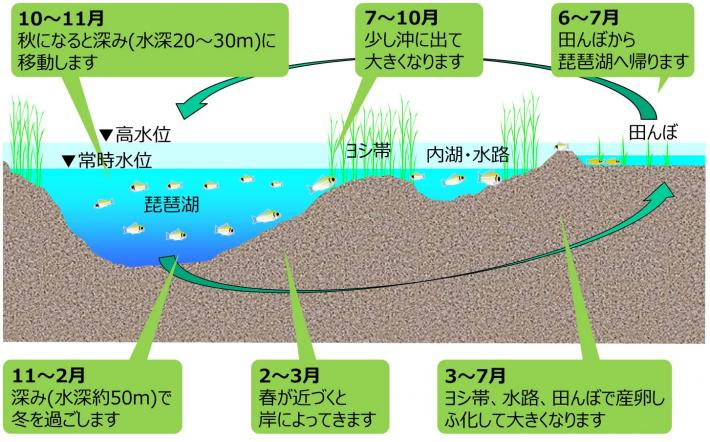 10～11月
秋になると深み(水深20～30m)に
移動します
7～10月
少し沖に出て
大きくなります
6～7月
田んぼから
琵琶湖へ帰ります
▼高水位
▼常時水位
ヨシ帯
内湖・水路
田んぼ
琵琶湖
11～2月
深み(水深約50m)で
冬を過ごします
2～3月
春が近づくと
岸によってきます
3～7月
ヨシ帯、水路、田んぼで産卵し
ふ化して大きくなります